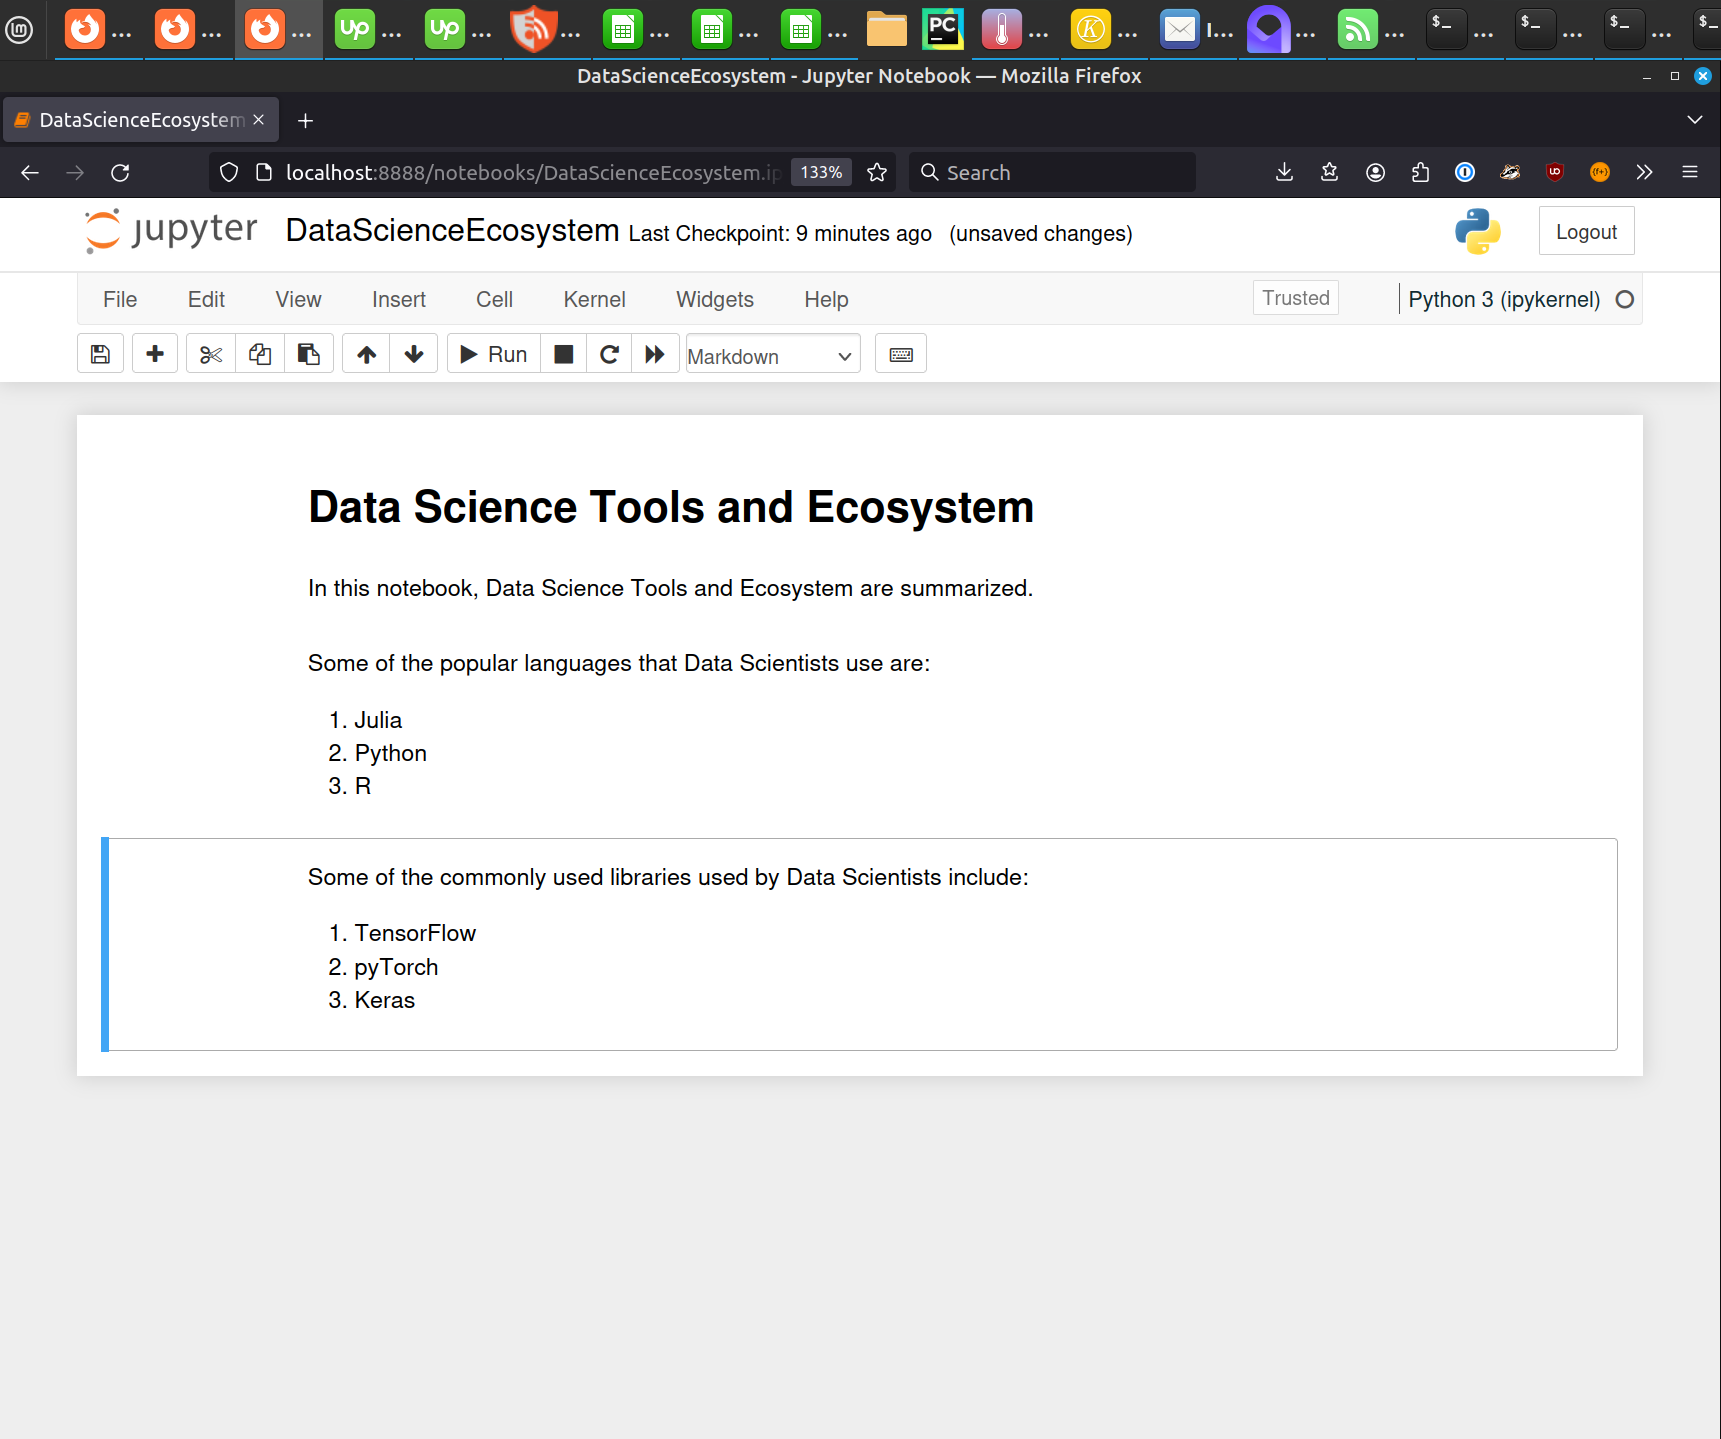 ... ... ... Up ... Up ... ... ... ... ... PC ... K ... I... ... ... $_ ... $_ ... $_ ... $_
DataScienceEcosystem - Jupyter Notebook — Mozilla Firefox
DataScienceEcosystem
localhost:8888/notebooks/DataScienceEcosystem.ip 133% Search
jupyter DataScienceEcosystem Last Checkpoint: 9 minutes ago (unsaved changes) Logout
File Edit View Insert Cell Kernel Widgets Help Trusted Python 3 (ipykernel)
Run Markdown
Data Science Tools and Ecosystem
In this notebook, Data Science Tools and Ecosystem are summarized.
Some of the popular languages that Data Scientists use are:
1. Julia
2. Python
3. R
Some of the commonly used libraries used by Data Scientists include:
1. TensorFlow
2. pyTorch
3. Keras